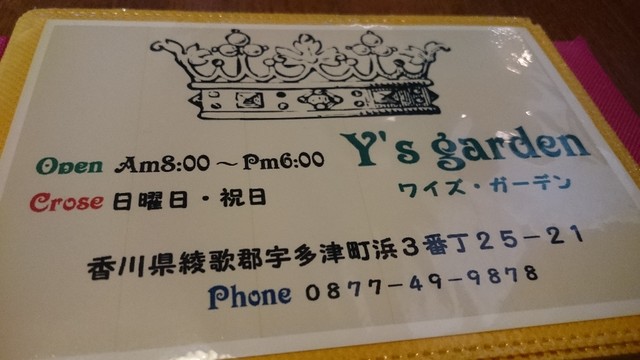 Open Am8:00～Pm6:00
Crose 日曜日・祝日
Y's garden
ワイズ・ガーデン
香川県綾歌郡宇多津町浜３番丁２５－２１
Phone ０８７７－４９－９８７８